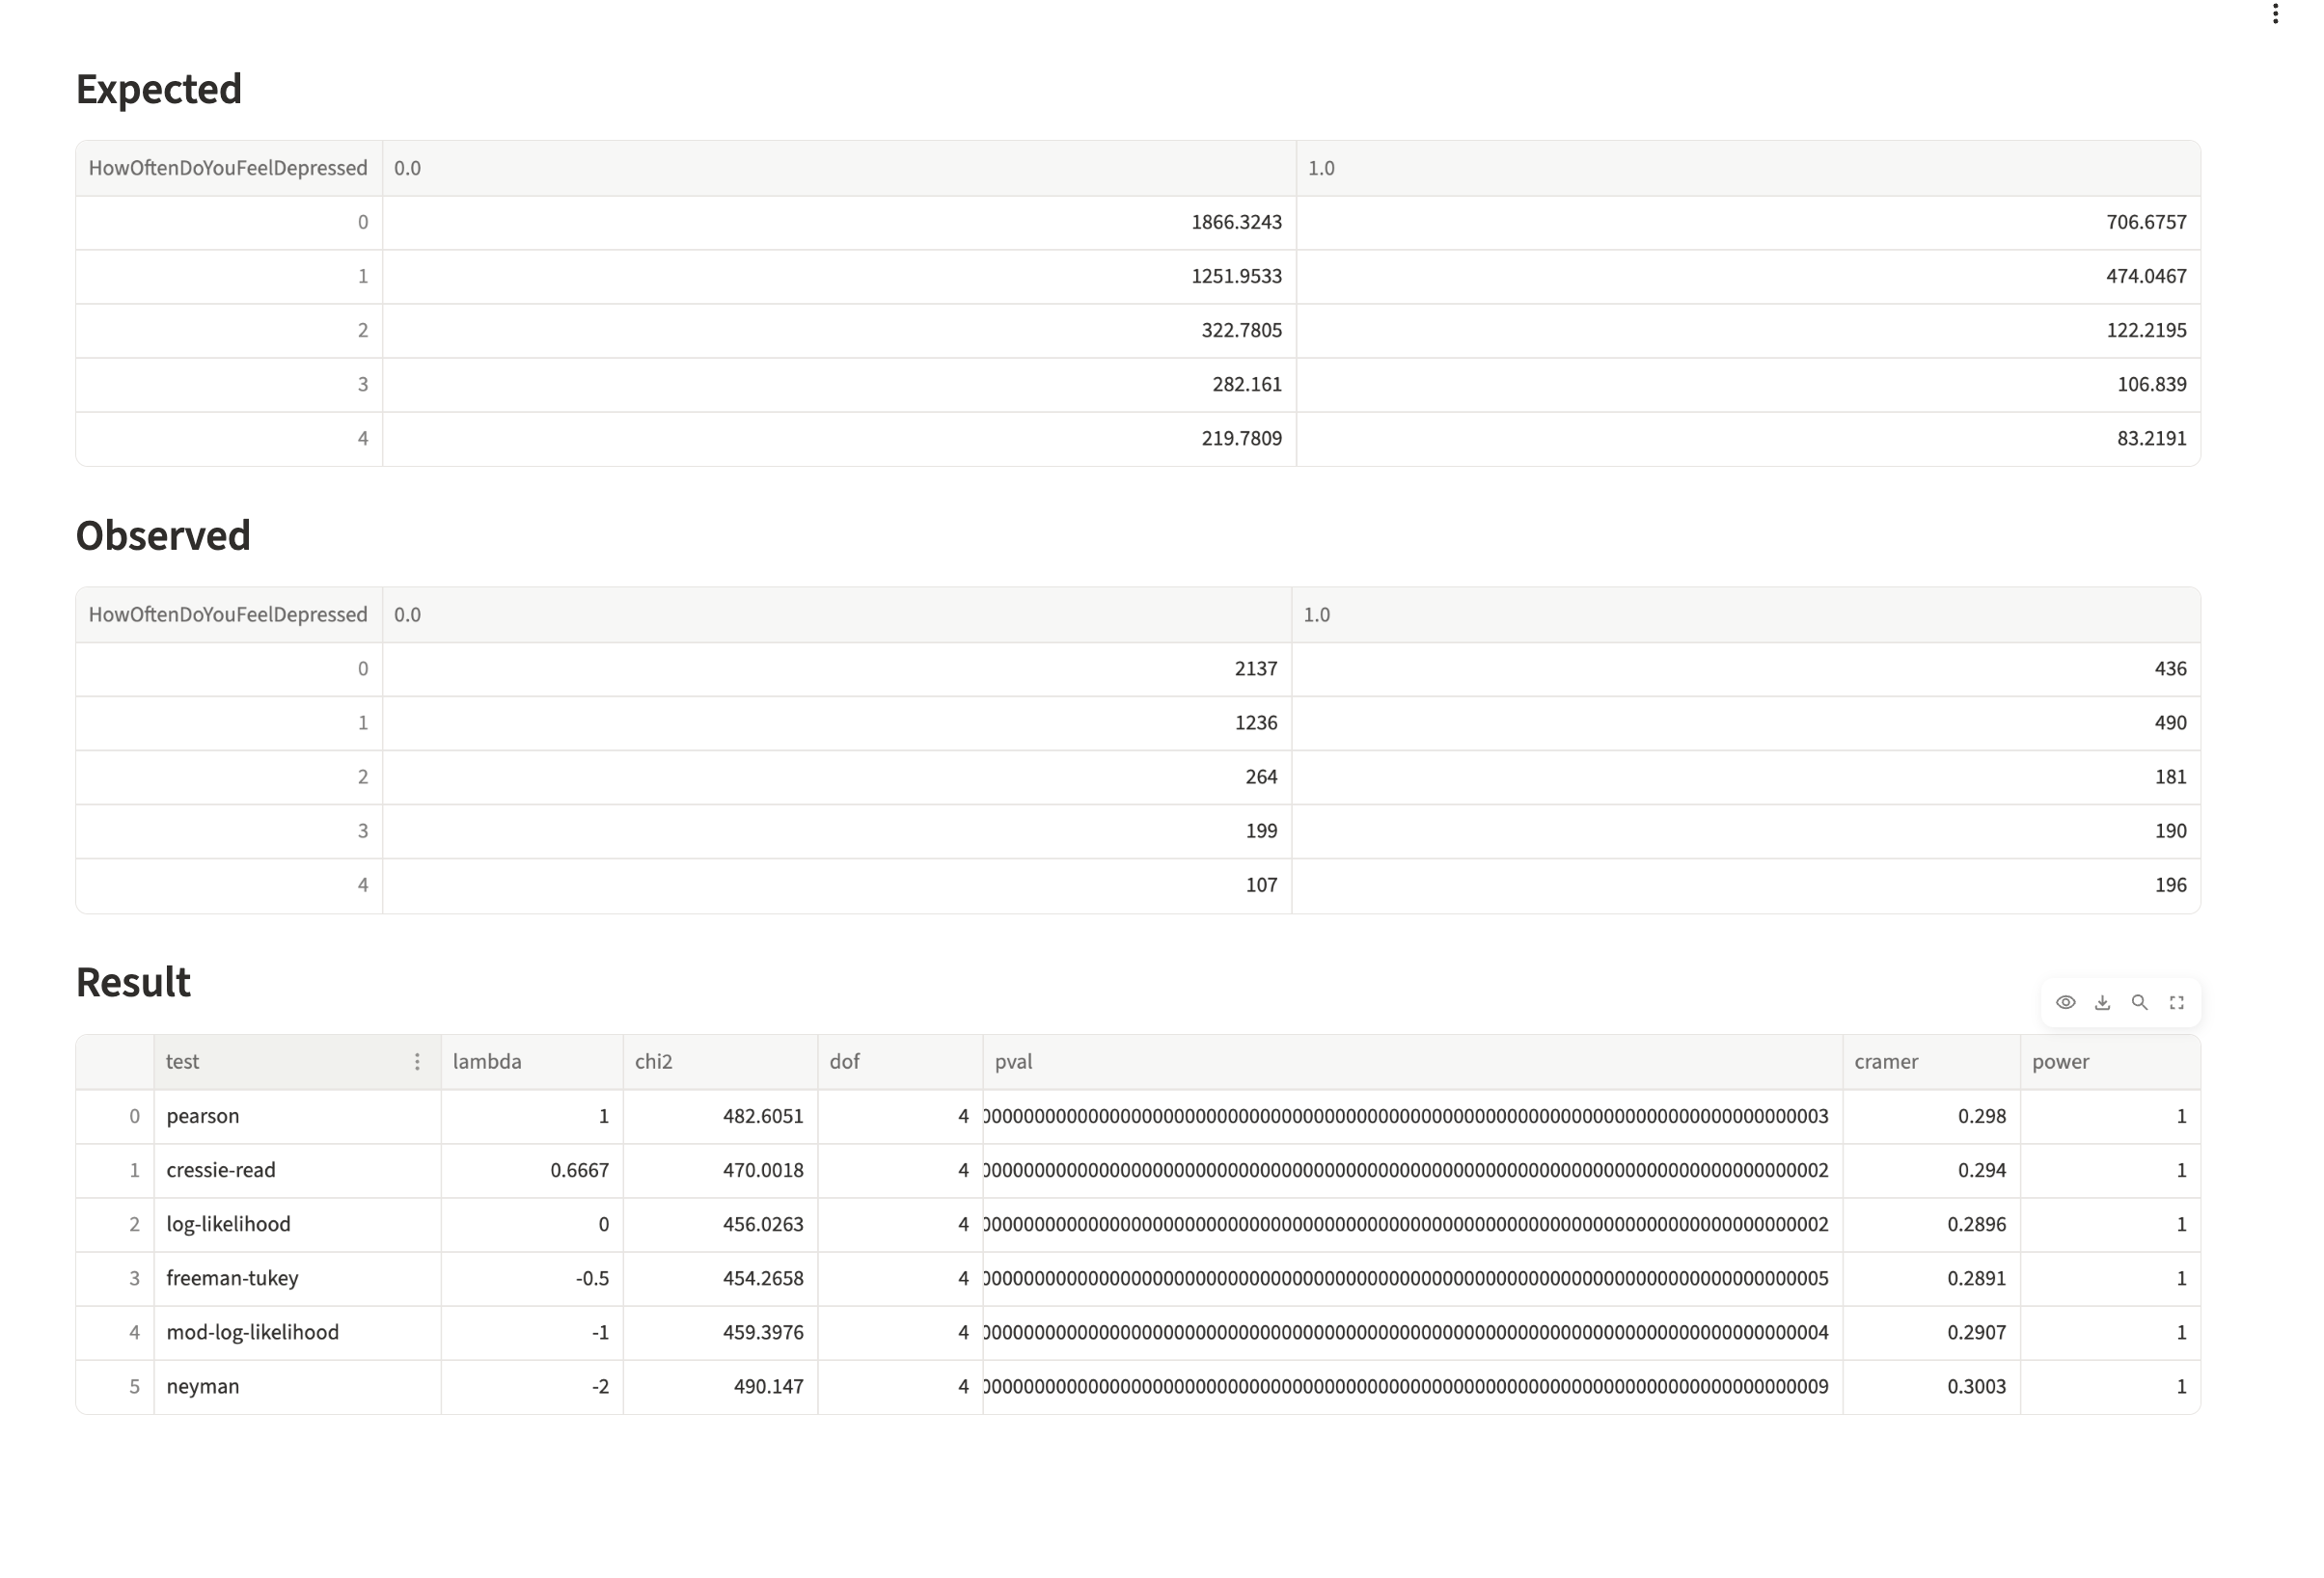 Expected
HowOftenDoYouFeelDepressed 0.0 1.0
0 1866.3243 706.6757
1 1251.9533 474.0467
2 322.7805 122.2195
3 282.161 106.839
4 219.7809 83.2191
Observed
HowOftenDoYouFeelDepressed 0.0 1.0
0 2137 436
1 1236 490
2 264 181
3 199 190
4 107 196
Result
test lambda chi2 dof pval cramer power
0 pearson 1 482.6051 4 0.298 1
1 cressie-read 0.6667 470.0018 4 0.294 1
2 log-likelihood 0 456.0263 4 0.2896 1
3 freeman-tukey -0.5 454.2658 4 0.2891 1
4 mod-log-likelihood -1 459.3976 4 0.2907 1
5 neyman -2 490.147 4 0.3003 1